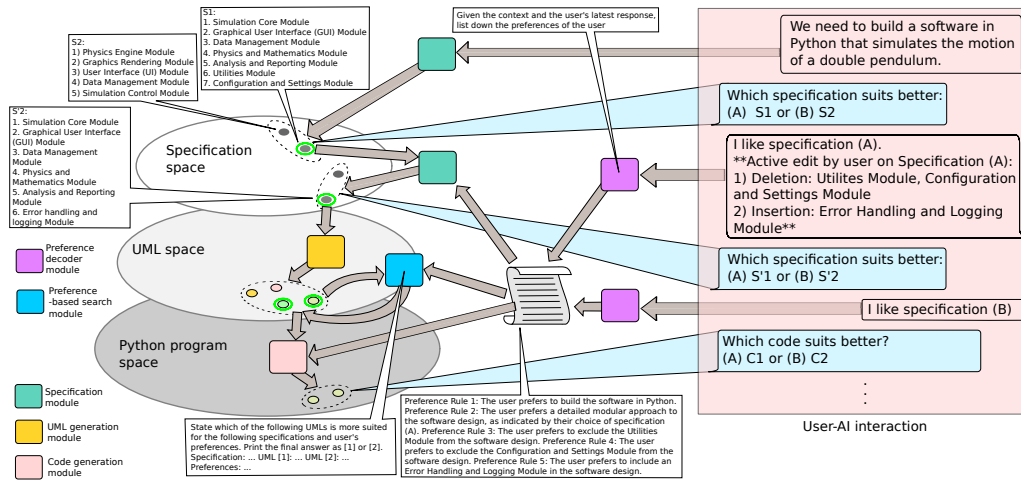 S2:
1) Physics Engine Module
2) Graphics Rendering Module
3) User Interface (UI) Module
4) Data Management Module
5) Simulation Control Module
S1:
1. Simulation Core Module
2. Graphical User Interface (GUI) Module
3. Data Management Module
4. Physics and Mathematics Module
5. Analysis and Reporting Module
6. Utilities Module
7. Configuration and Settings Module
Given the context and the user's latest response,
list down the preferences of the user
We need to build a software in
Python that simulates the motion
of a double pendulum.
Which specification suits better:
(A) S1 or (B) S2
S'2:
1. Simulation Core Module
2. Graphical User Interface
(GUI) Module
3. Data Management
Module
4. Physics and
Mathematics Module
5. Analysis and Reporting
Module
6. Error handling and
logging Module
Specification
space
I like specification (A).
**Active edit by user on Specification (A):
1) Deletion: Utilites Module, Configuration
and Settings Module
2) Insertion: Error Handling and Logging
Module**
UML space
Which specification suits better:
(A) S'1 or (B) S'2
Preference
decoder
module
Preference
-based search
module
I like specification (B)
Python program
space
Which code suits better?
(A) C1 or (B) C2
.
.
.
Specification
module
UML generation
module
Code generation
module
State which of the following UMLs is more suited
for the following specifications and user's
preferences. Print the final answer as [1] or [2].
Specification: ... UML [1]: ... UML [2]: ...
Preferences: ...
Preference Rule 1: The user prefers to build the software in Python.
Preference Rule 2: The user prefers a detailed modular approach to
the software design, as indicated by their choice of specification
(A). Preference Rule 3: The user prefers to exclude the Utilities
Module from the software design. Preference Rule 4: The user
prefers to exclude the Configuration and Settings Module from the
software design. Preference Rule 5: The user prefers to include an
Error Handling and Logging Module in the software design.
User-AI interaction